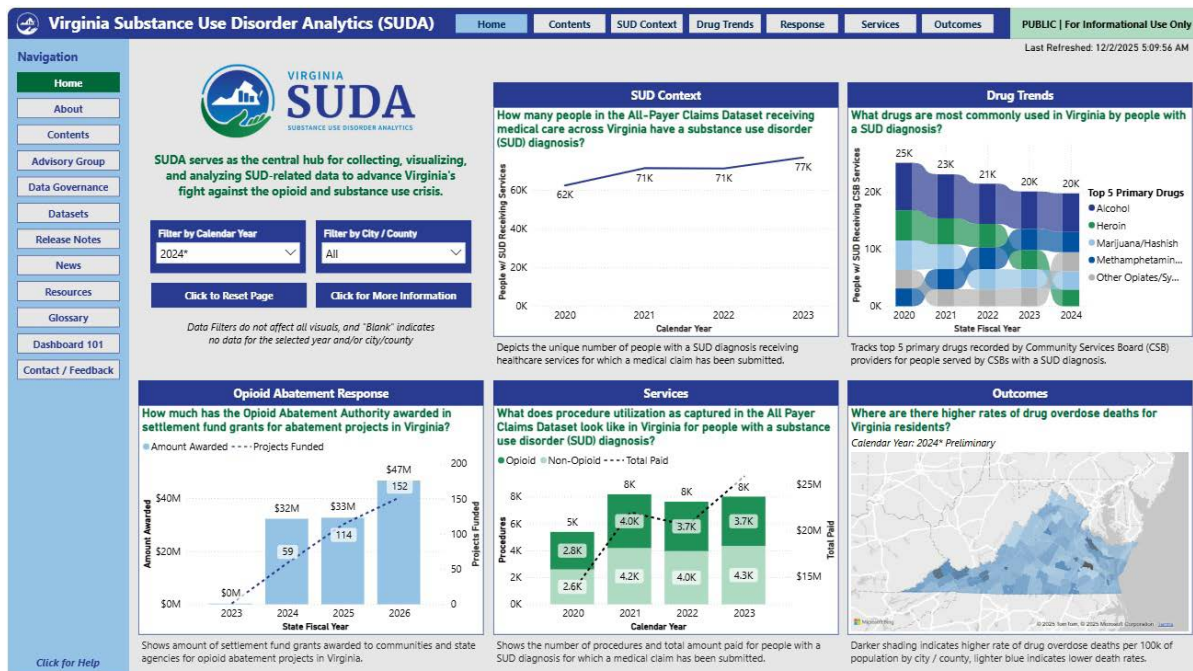 Virginia Substance Use Disorder Analytics (SUDA)
Home
Contents
SUD Context
Drug Trends
Response
Services
Outcomes
PUBLIC | For Informational Use Only
Last Refreshed: 12/2/2025 5:09:56 AM
Navigation
Home
About
Contents
Advisory Group
Data Governance
Datasets
Release Notes
News
Resources
Glossary
Dashboard 101
Contact / Feedback
Click for Help
VIRGINIA
SUDA
SUBSTANCE USE DISORDER ANALYTICS
SUDA serves as the central hub for collecting, visualizing,
and analyzing SUD-related data to advance Virginia's
fight against the opioid and substance use crisis.
Filter by Calendar Year
2024*
Filter by City / County
All
Click to Reset Page
Click for More Information
Data Filters do not affect all visuals, and "Blank" indicates
no data for the selected year and/or city/county
SUD Context
How many people in the All-Payer Claims Dataset receiving
medical care across Virginia have a substance use disorder
(SUD) diagnosis?
People w/ SUD Receiving Services
60K
40K
20K
0K
62K
71K
71K
77K
2020
2021
2022
2023
Calendar Year
Depicts the unique number of people with a SUD diagnosis receiving
healthcare services for which a medical claim has been submitted.
Drug Trends
What drugs are most commonly used in Virginia by people with
a SUD diagnosis?
People w/ SUD Receiving CSB Services
20K
10K
0K
25K
23K
21K
20K
20K
2020
2021
2022
2023
2024
State Fiscal Year
Top 5 Primary Drugs
Alcohol
Heroin
Marijuana/Hashish
Methamphetamin...
Other Opiates/Sy...
Tracks top 5 primary drugs recorded by Community Services Board (CSB)
providers for people served by CSBs with a SUD diagnosis.
Opioid Abatement Response
How much has the Opioid Abatement Authority awarded in
settlement fund grants for abatement projects in Virginia?
Amount Awarded
Projects Funded
Amount Awarded
$40M
$20M
$0M
$0M
$32M
$33M
$47M
59
114
152
200
150
100
50
0
Projects Funded
2023
2024
2025
2026
State Fiscal Year
Shows amount of settlement fund grants awarded to communities and state
agencies for opioid abatement projects in Virginia.
Services
What does procedure utilization as captured in the All Payer
Claims Dataset look like in Virginia for people with a substance
use disorder (SUD) diagnosis?
Opioid
Non-Opioid
Total Paid
Procedures
8K
6K
4K
2K
0K
5K
8K
8K
8K
2.8K
4.0K
3.7K
3.7K
2.6K
4.2K
4.0K
4.3K
$25M
$20M
$15M
Total Paid
2020
2021
2022
2023
Calendar Year
Shows the number of procedures and total amount paid for people with a
SUD diagnosis for which a medical claim has been submitted.
Outcomes
Where are there higher rates of drug overdose deaths for
Virginia residents?
Calendar Year: 2024* Preliminary
© 2025 TomTom, © 2025 Microsoft Corporation Terms
Darker shading indicates higher rate of drug overdose deaths per 100k of
population by city / county, lighter blue indicates lower death rates.